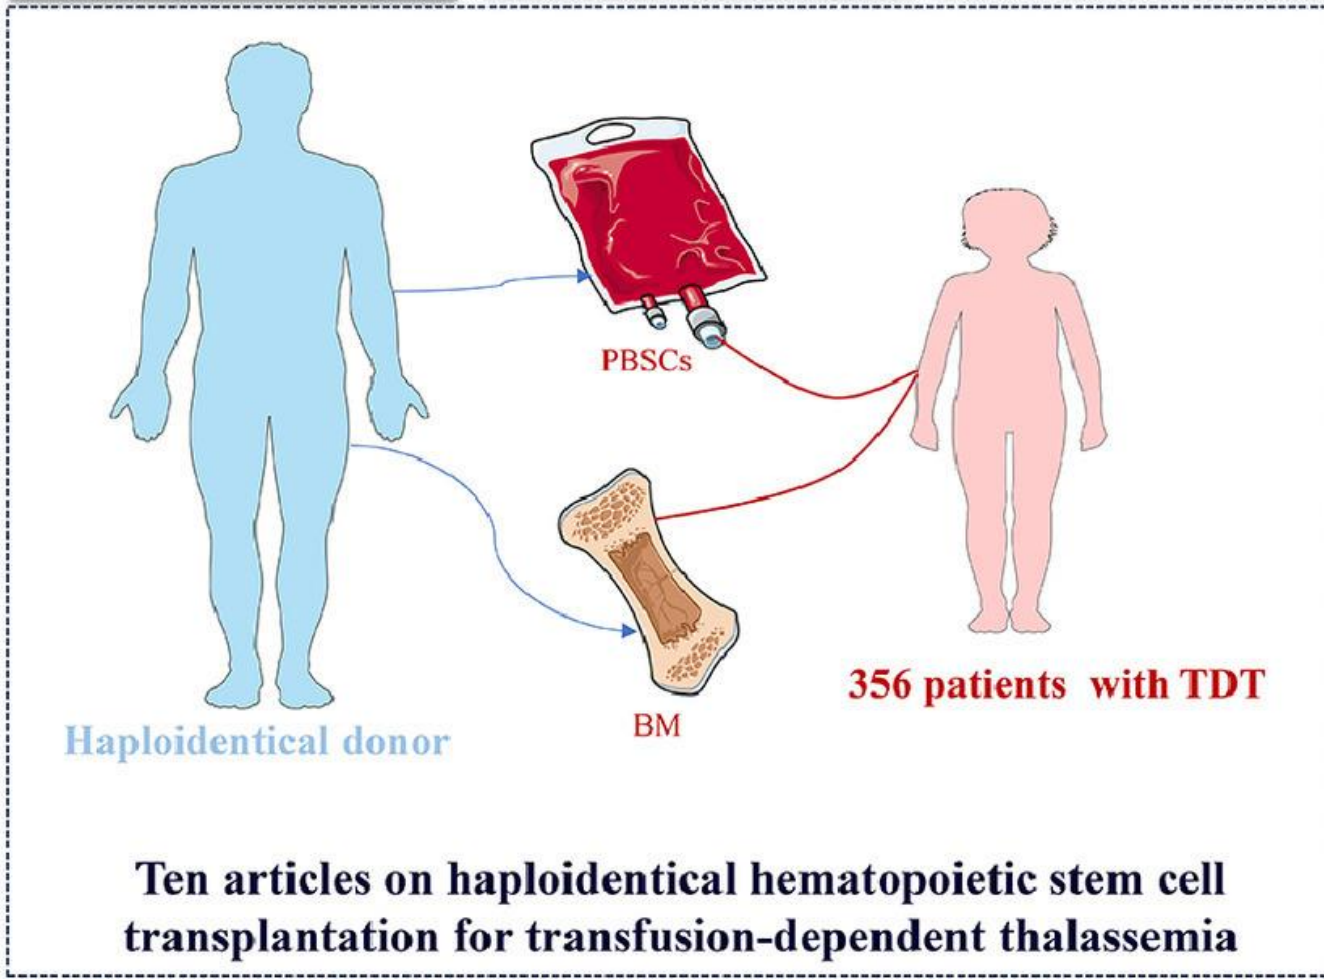 PBSCs
BM
Haploidentical donor
356 patients with TDT
Ten articles on haploidentical hematopoietic stem cell
transplantation for transfusion-dependent thalassemia